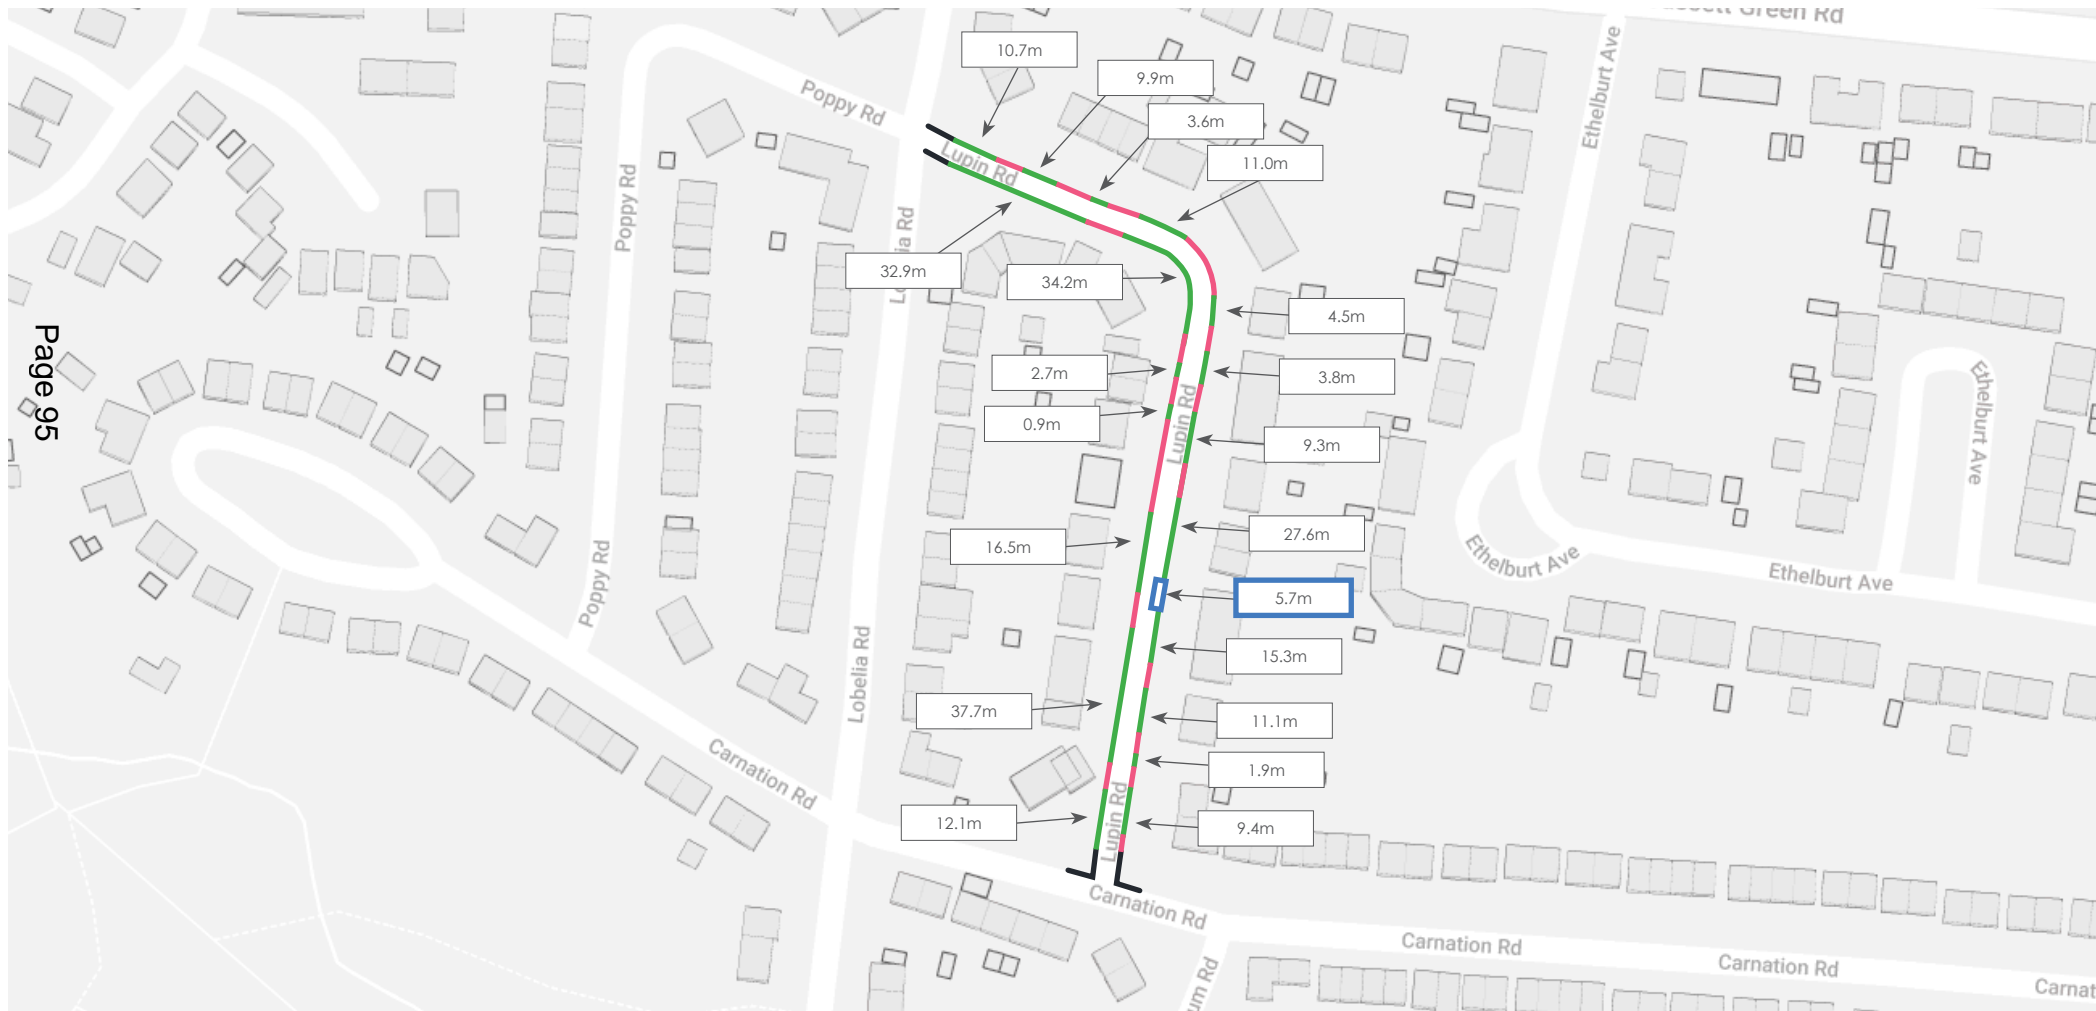 Green Rd
10.7m
9.9m
Poppy Rd
3.6m
Ethelburt Ave
Lupin Rd
11.0m
Poppy Rd
32.9m
34.2m
4.5m
Page 95
2.7m
3.8m
Ethelburt Ave
0.9m
Lupin Rd
9.3m
16.5m
27.6m
Ethelburt Ave
Ethelburt Ave
Poppy Rd
5.7m
15.3m
Lobelia Rd
37.7m
11.1m
Carnation Rd
1.9m
12.1m
Lupin Rd
9.4m
Carnation Rd
Carnation Rd
Carnation Rd
Rd